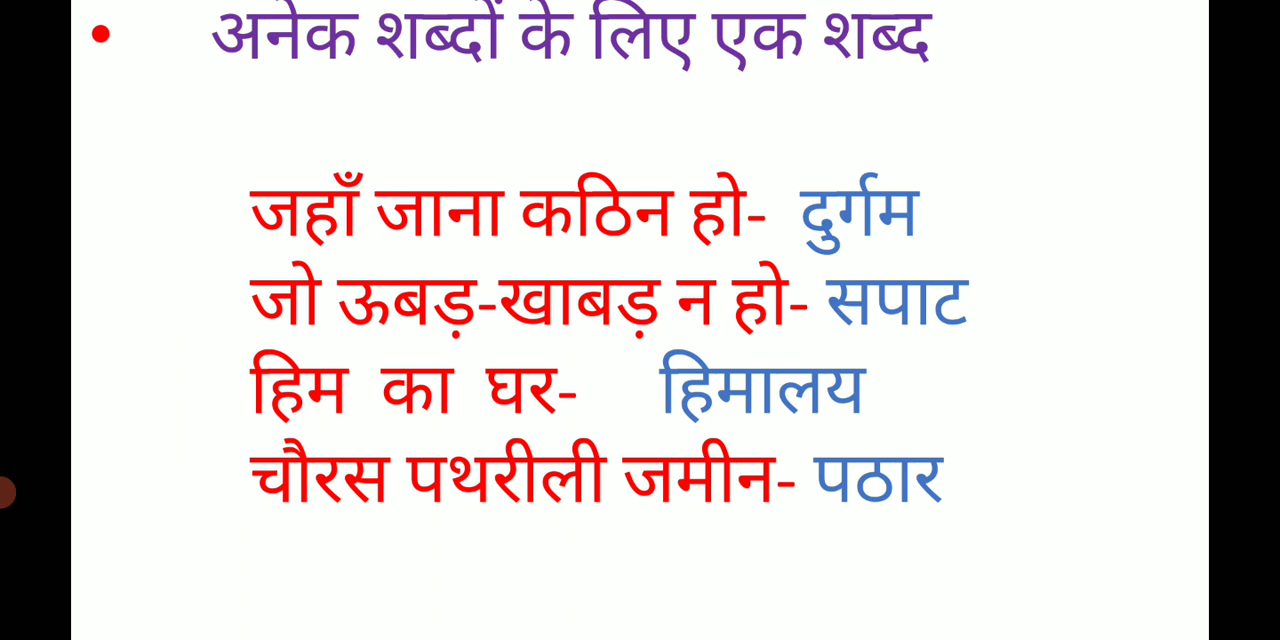 • अनेक शब्दों के लिए एक शब्द
जहाँ जाना कठिन हो- दुर्गम
जो ऊबड़-खाबड़ न हो- सपाट
हिम का घर- हिमालय
चौरस पथरीली जमीन- पठार